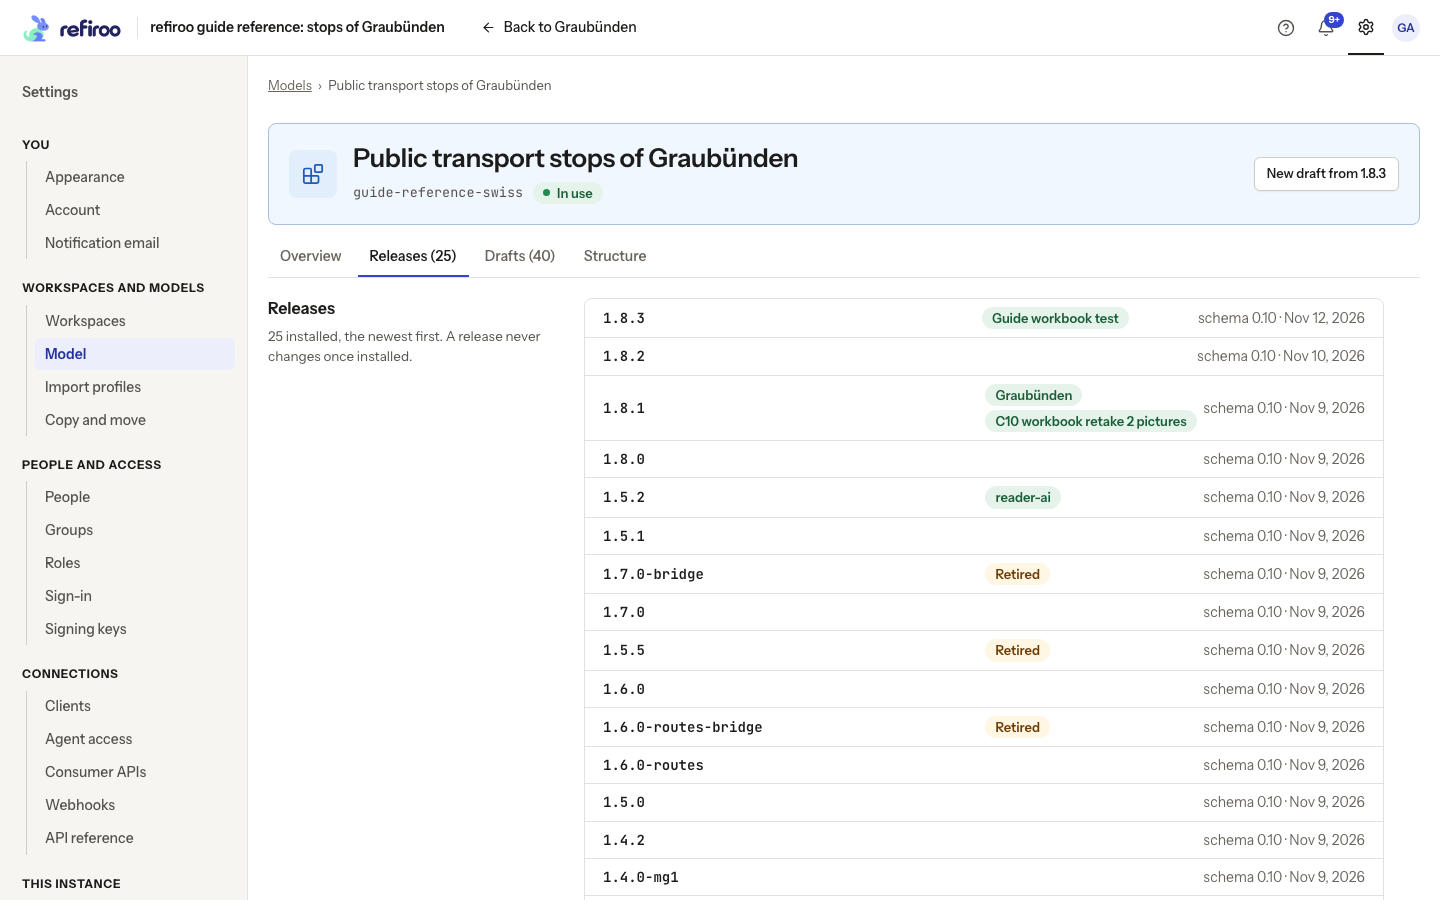 refiroo
refiroo guide reference: stops of Graubünden
← Back to Graubünden
9+
GA
Settings
YOU
Appearance
Account
Notification email
WORKSPACES AND MODELS
Workspaces
Model
Import profiles
Copy and move
PEOPLE AND ACCESS
People
Groups
Roles
Sign-in
Signing keys
CONNECTIONS
Clients
Agent access
Consumer APIs
Webhooks
API reference
THIS INSTANCE
Models › Public transport stops of Graubünden
Public transport stops of Graubünden
guide-reference-swiss In use
New draft from 1.8.3
Overview Releases (25) Drafts (40) Structure
Releases
25 installed, the newest first. A release never
changes once installed.
1.8.3 Guide workbook test schema 0.10 · Nov 12, 2026
1.8.2 schema 0.10 · Nov 10, 2026
1.8.1 Graubünden C10 workbook retake 2 pictures schema 0.10 · Nov 9, 2026
1.8.0 schema 0.10 · Nov 9, 2026
1.5.2 reader-ai schema 0.10 · Nov 9, 2026
1.5.1 schema 0.10 · Nov 9, 2026
1.7.0-bridge Retired schema 0.10 · Nov 9, 2026
1.7.0 schema 0.10 · Nov 9, 2026
1.5.5 Retired schema 0.10 · Nov 9, 2026
1.6.0 schema 0.10 · Nov 9, 2026
1.6.0-routes-bridge Retired schema 0.10 · Nov 9, 2026
1.6.0-routes schema 0.10 · Nov 9, 2026
1.5.0 schema 0.10 · Nov 9, 2026
1.4.2 schema 0.10 · Nov 9, 2026
1.4.0-mg1 schema 0.10 · Nov 9, 2026